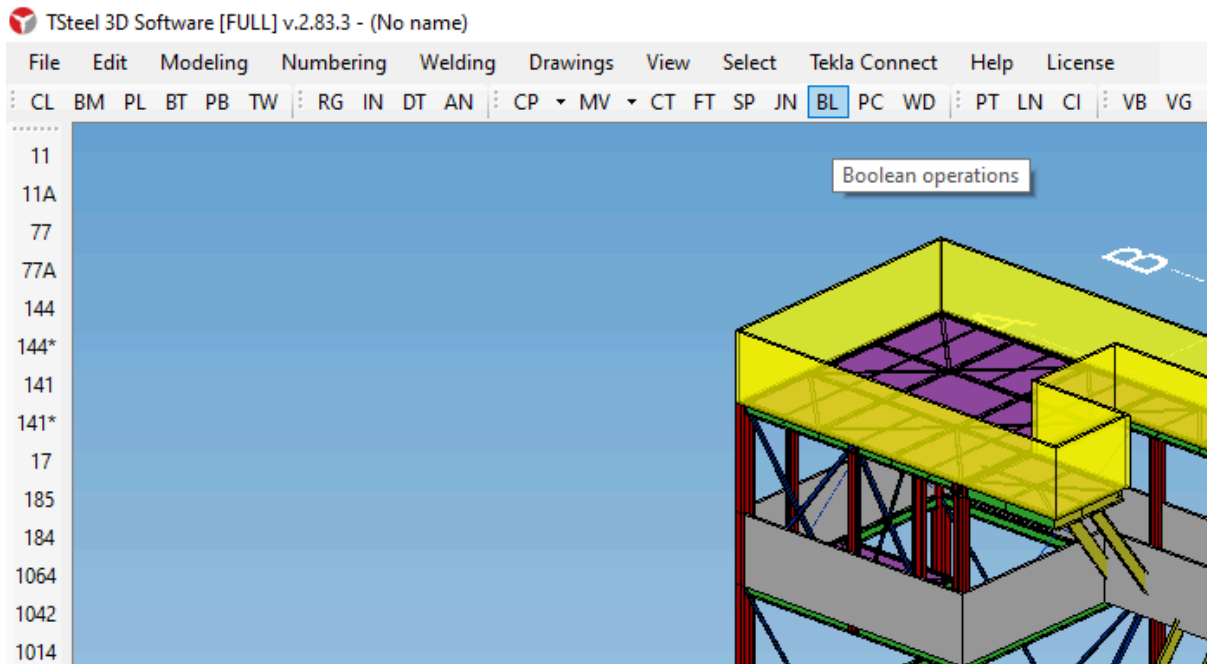 TSteel 3D Software [FULL] v.2.83.3 - (No name)
File Edit Modeling Numbering Welding Drawings View Select Tekla Connect Help License
CL BM PL BT PB TW RG IN DT AN CP MV CT FT SP JN BL PC WD PT LN CI VB VG
Boolean operations
11
11A
77
77A
144
144*
141
141*
17
185
184
1064
1042
1014
B
A